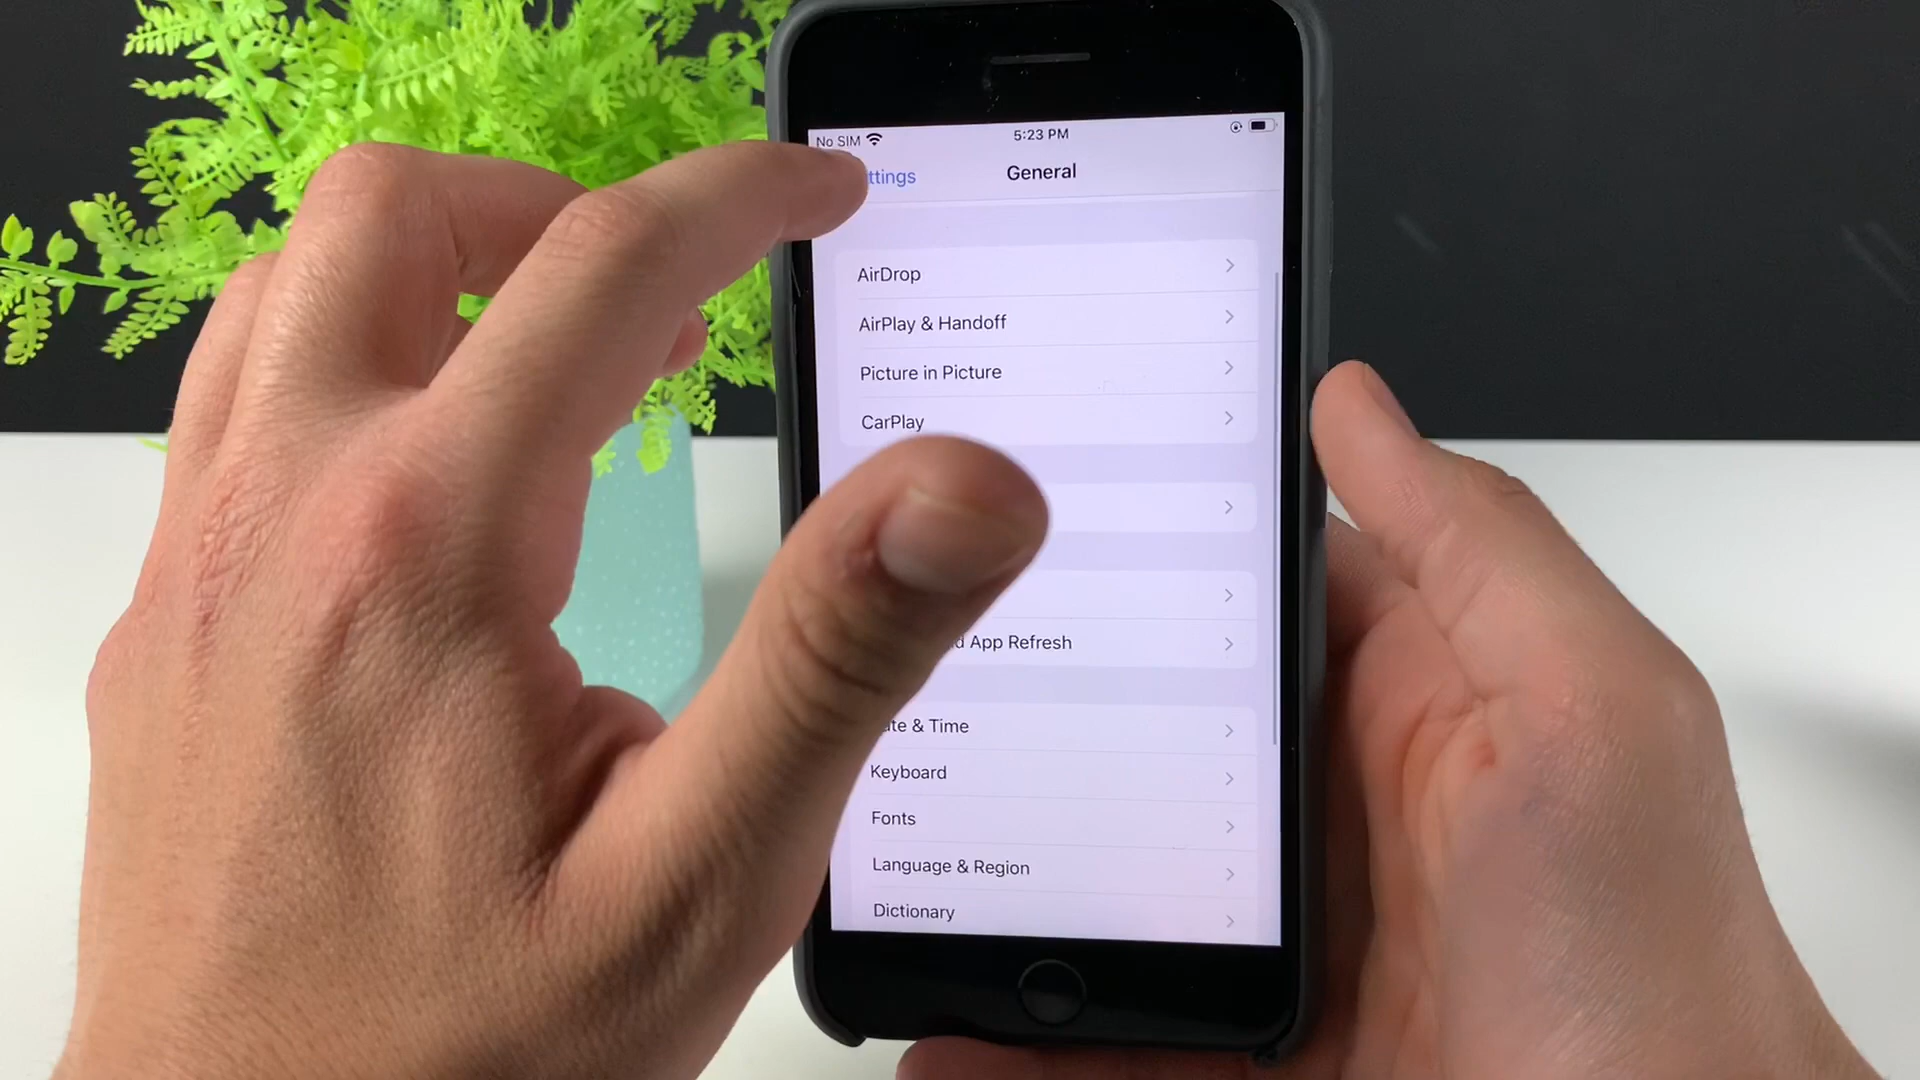 No SIM 5:23 PM
ttings General
AirDrop
AirPlay & Handoff
Picture in Picture
CarPlay
d App Refresh
te & Time
Keyboard
Fonts
Language & Region
Dictionary